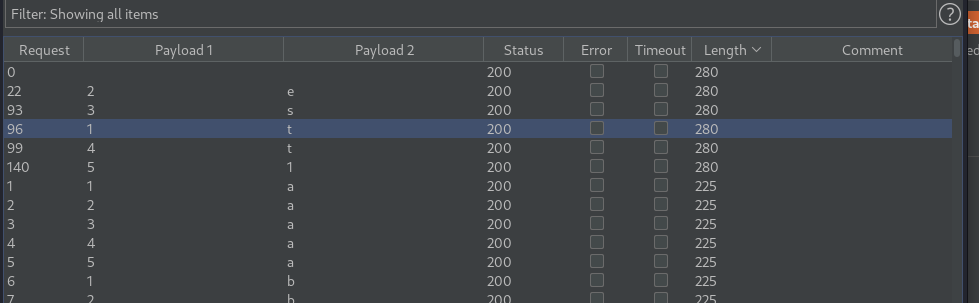 Filter: Showing all items ? ta
Request Payload 1 Payload 2 Status Error Timeout Length Comment ed
0 200 280
22 2 e 200 280
93 3 s 200 280
96 1 t 200 280
99 4 t 200 280
140 5 1 200 280
1 1 a 200 225
2 2 a 200 225
3 3 a 200 225
4 4 a 200 225
5 5 a 200 225
6 1 b 200 225
7 2 b 200 225